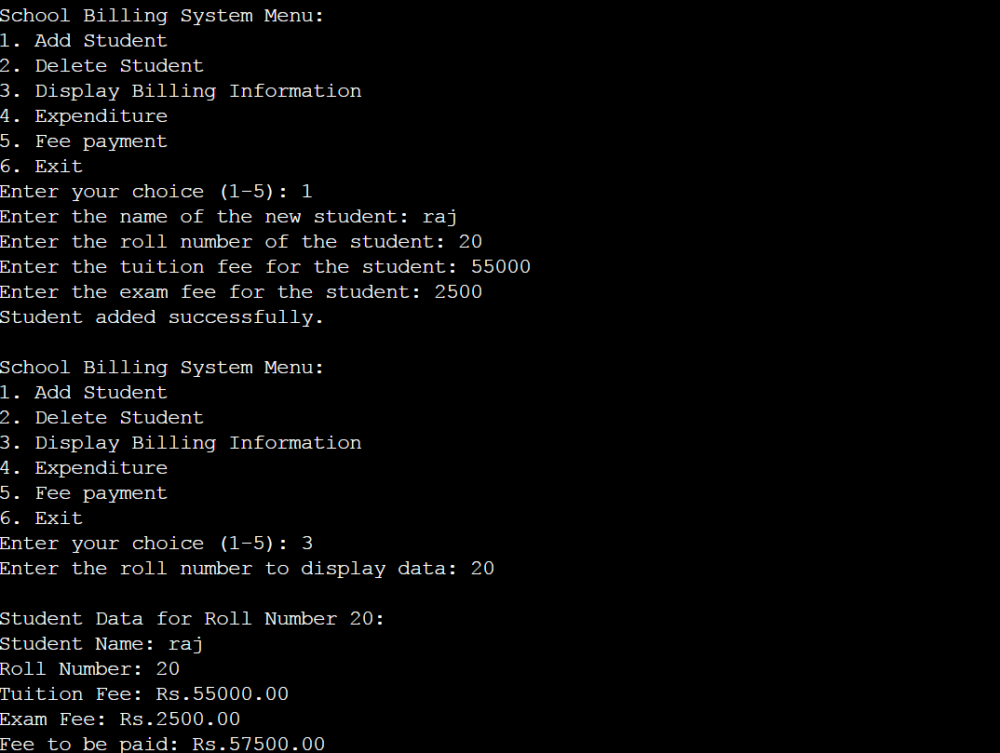 School Billing System Menu:
1. Add Student
2. Delete Student
3. Display Billing Information
4. Expenditure
5. Fee payment
6. Exit
Enter your choice (1-5): 1
Enter the name of the new student: raj
Enter the roll number of the student: 20
Enter the tuition fee for the student: 55000
Enter the exam fee for the student: 2500
Student added successfully.

School Billing System Menu:
1. Add Student
2. Delete Student
3. Display Billing Information
4. Expenditure
5. Fee payment
6. Exit
Enter your choice (1-5): 3
Enter the roll number to display data: 20

Student Data for Roll Number 20:
Student Name: raj
Roll Number: 20
Tuition Fee: Rs.55000.00
Exam Fee: Rs.2500.00
Fee to be paid: Rs.57500.00